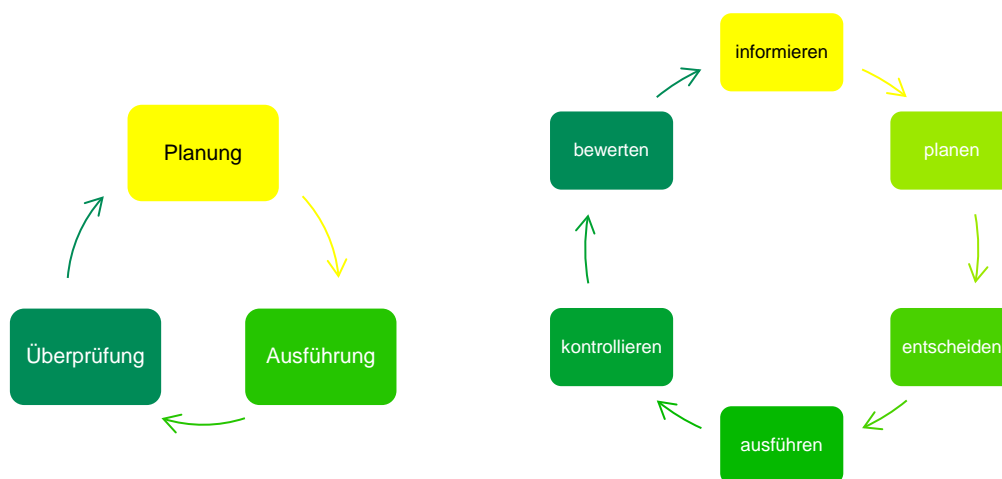 Planung
Ausführung
Überprüfung
informieren
planen
entscheiden
ausführen
kontrollieren
bewerten